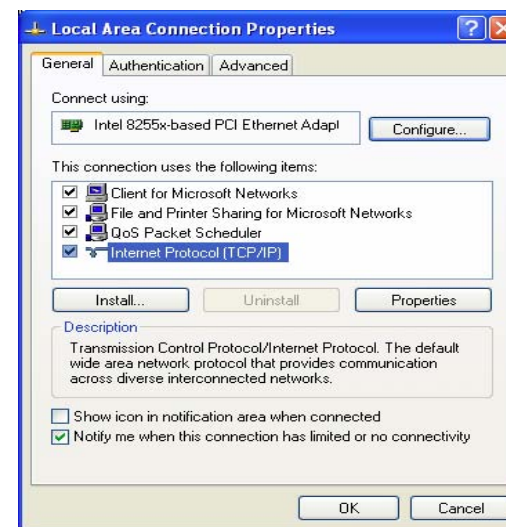 Local Area Connection Properties
General Authentication Advanced
Connect using:
Intel 8255x-based PCI Ethernet Adapt
Configure...
This connection uses the following items:
Client for Microsoft Networks
File and Printer Sharing for Microsoft Networks
QoS Packet Scheduler
Internet Protocol (TCP/IP)
Install... Uninstall Properties
Description
Transmission Control Protocol/Internet Protocol. The default
wide area network protocol that provides communication
across diverse interconnected networks.
Show icon in notification area when connected
Notify me when this connection has limited or no connectivity
OK Cancel